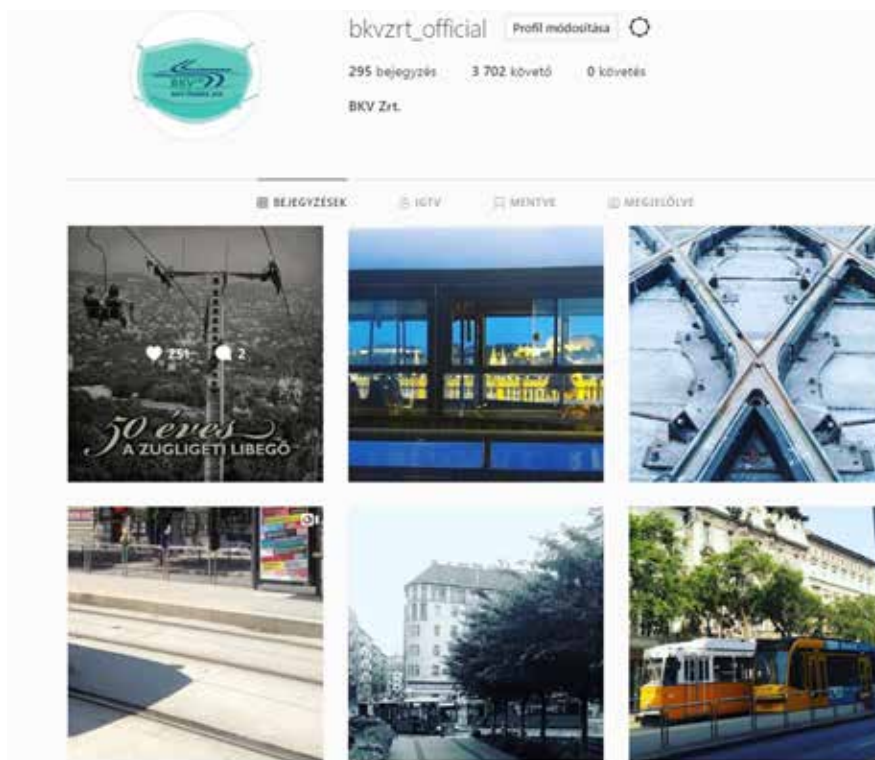 bkvzrt_official Profil módosítása
295 bejegyzés 3 702 követő 0 követés
BKV Zrt.
BKV
BEJEGYZÉSEK IGTV MENTVE MEGJELÖLVE
251 2
50 éves
A ZUGLIGETI LIBEGŐ